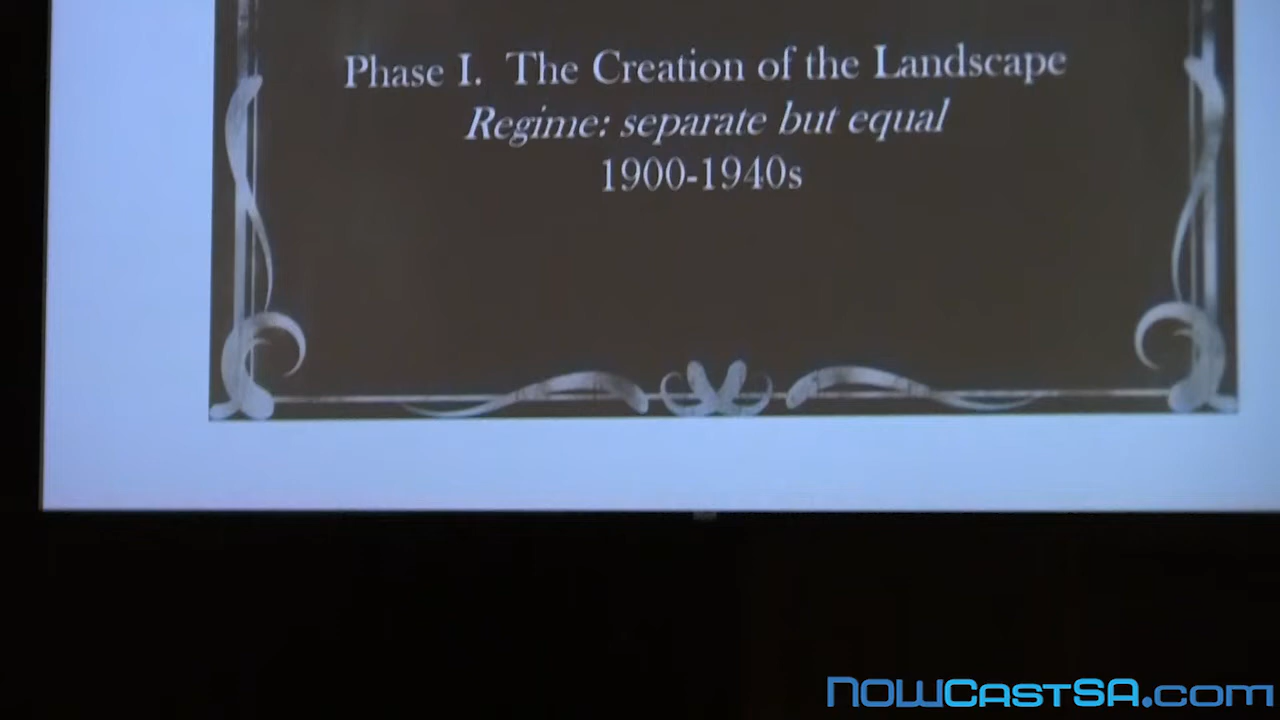 Phase I. The Creation of the Landscape
Regime: separate but equal
1900-1940s
NOWCastSA.com